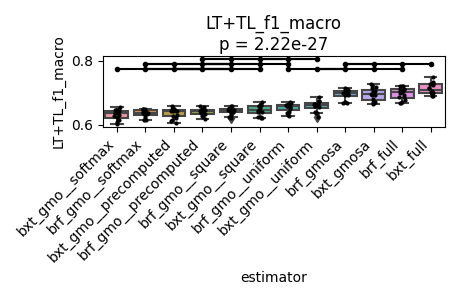 LT+TL_f1_macro
p = 2.22e-27
LT+TL_f1_macro
0.8
0.6
bxt_gmo__softmax
brf_gmo__softmax
bxt_gmo__precomputed
brf_gmo__precomputed
brf_gmo__square
bxt_gmo__square
brf_gmo__uniform
bxt_gmo__uniform
brf_gmosa
bxt_gmosa
brf_full
bxt_full
estimator